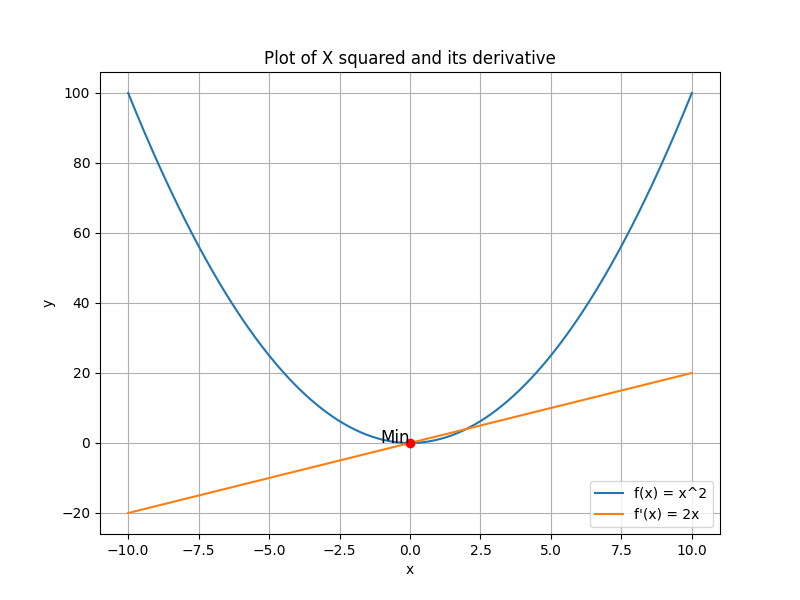 Plot of X squared and its derivative
100
80
60
40
20
0
−20
y
Min
f(x) = x^2
f'(x) = 2x
−10.0 −7.5 −5.0 −2.5 0.0 2.5 5.0 7.5 10.0
x